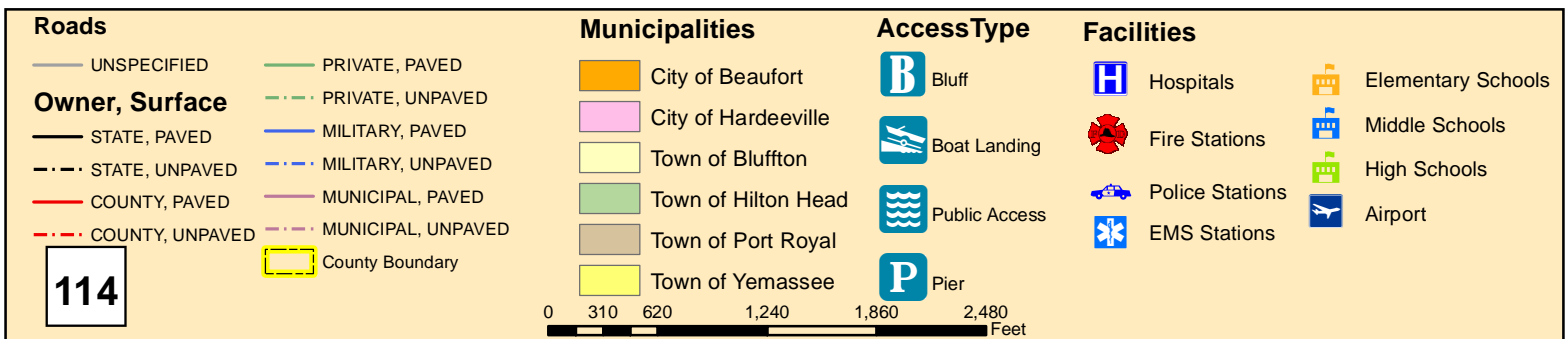 Roads
UNSPECIFIED
Owner, Surface
STATE, PAVED
STATE, UNPAVED
COUNTY, PAVED
COUNTY, UNPAVED
114
PRIVATE, PAVED
PRIVATE, UNPAVED
MILITARY, PAVED
MILITARY, UNPAVED
MUNICIPAL, PAVED
MUNICIPAL, UNPAVED
County Boundary
Municipalities
City of Beaufort
City of Hardeeville
Town of Bluffton
Town of Hilton Head
Town of Port Royal
Town of Yemassee
0 310 620 1,240 1,860 2,480
Feet
AccessType
B Bluff
Boat Landing
Public Access
P Pier
Facilities
H Hospitals
Fire Stations
Police Stations
EMS Stations
Elementary Schools
Middle Schools
High Schools
Airport